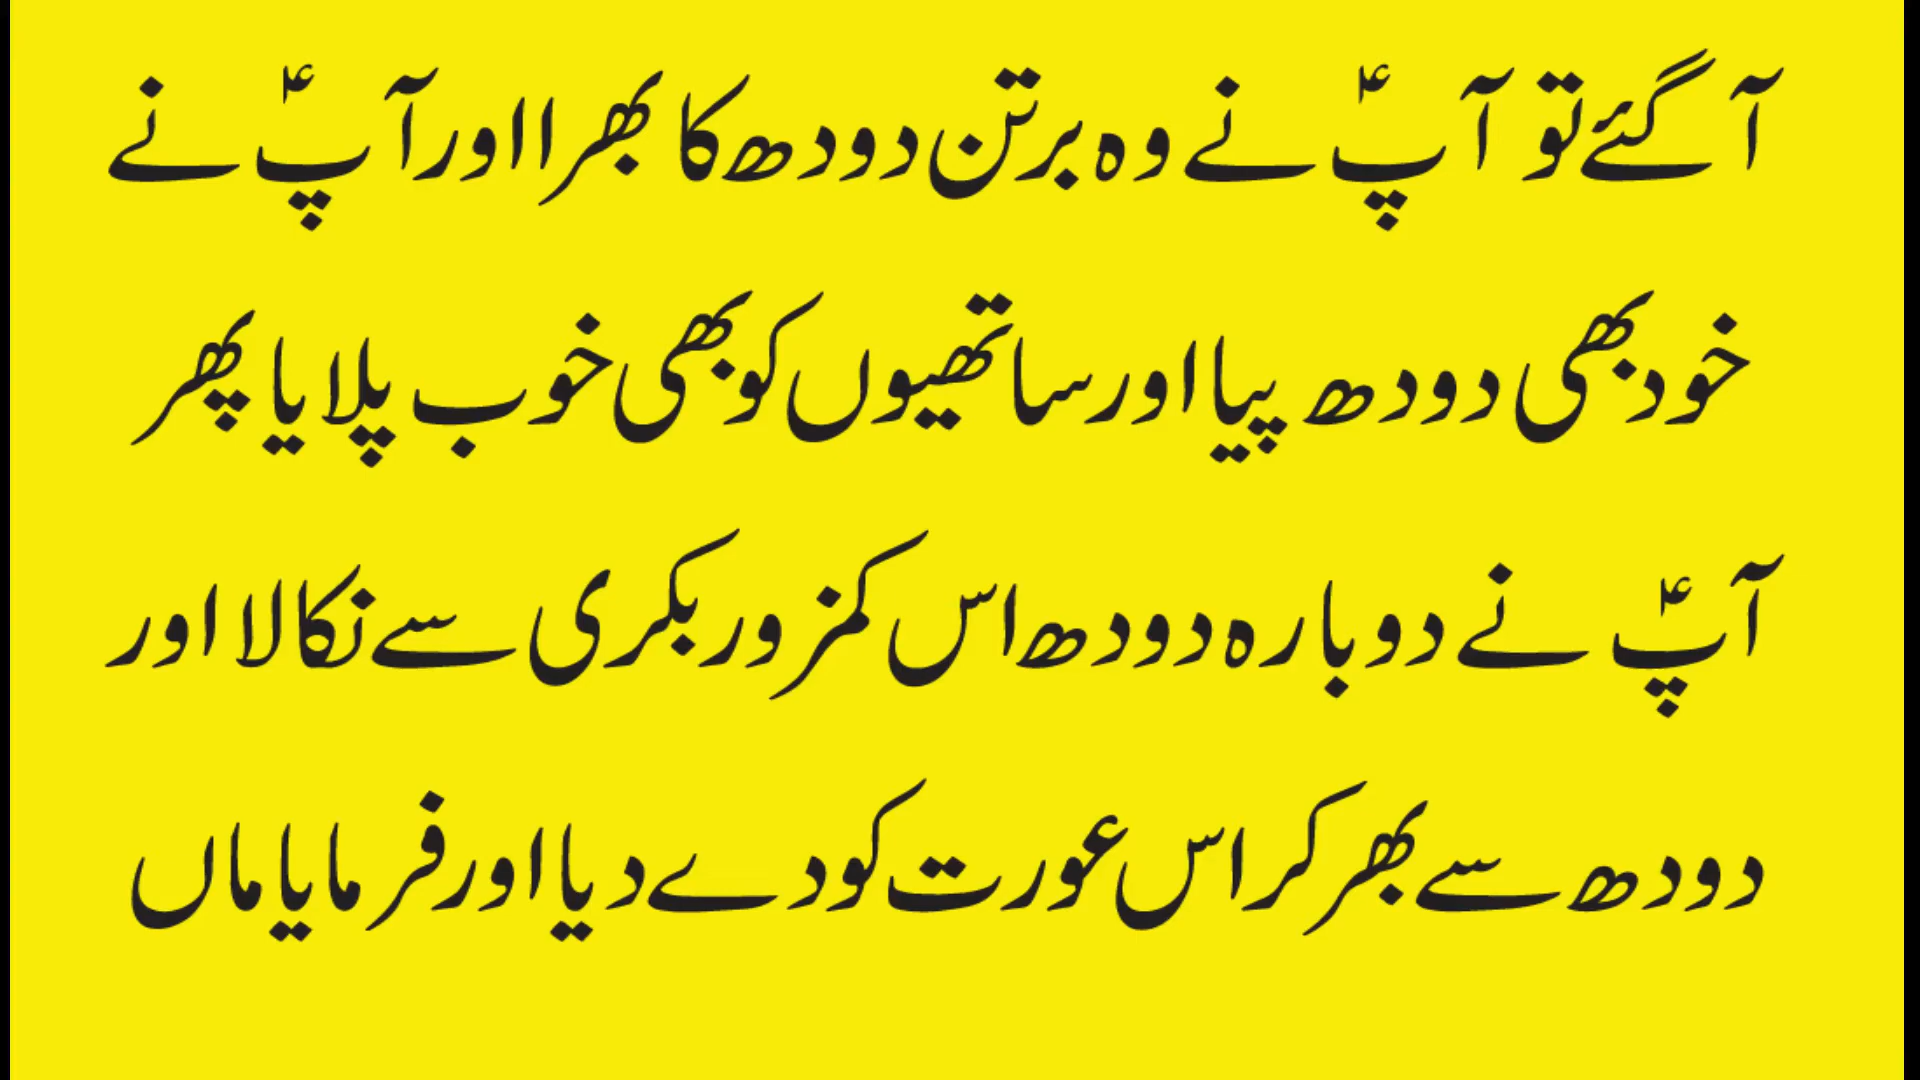 آ گئے تو آپؑ نے وہ برتن دودھ کا بھرا اور آپؑ نے
خود بھی دودھ پیا اور ساتھیوں کو بھی خوب پلایا پھر
آپؑ نے دوبارہ دودھ اس کمزور بکری سے نکالا اور
دودھ سے بھر کر اس عورت کو دے دیا اور فرمایا ماں